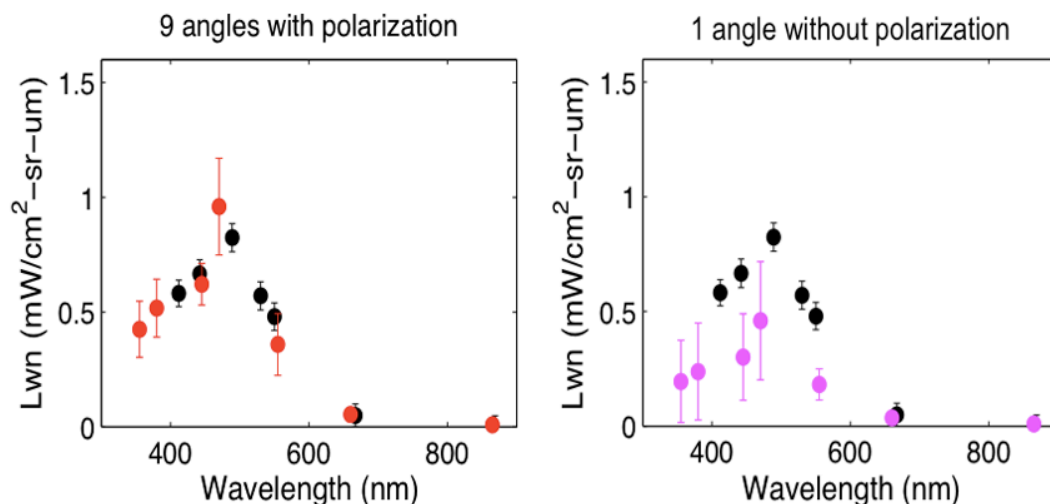 9 angles with polarization
1.5
1
0.5
0
Lwn (mW/cm²-sr-um)
400
600
800
Wavelength (nm)
1 angle without polarization
1.5
1
0.5
0
Lwn (mW/cm²-sr-um)
400
600
800
Wavelength (nm)